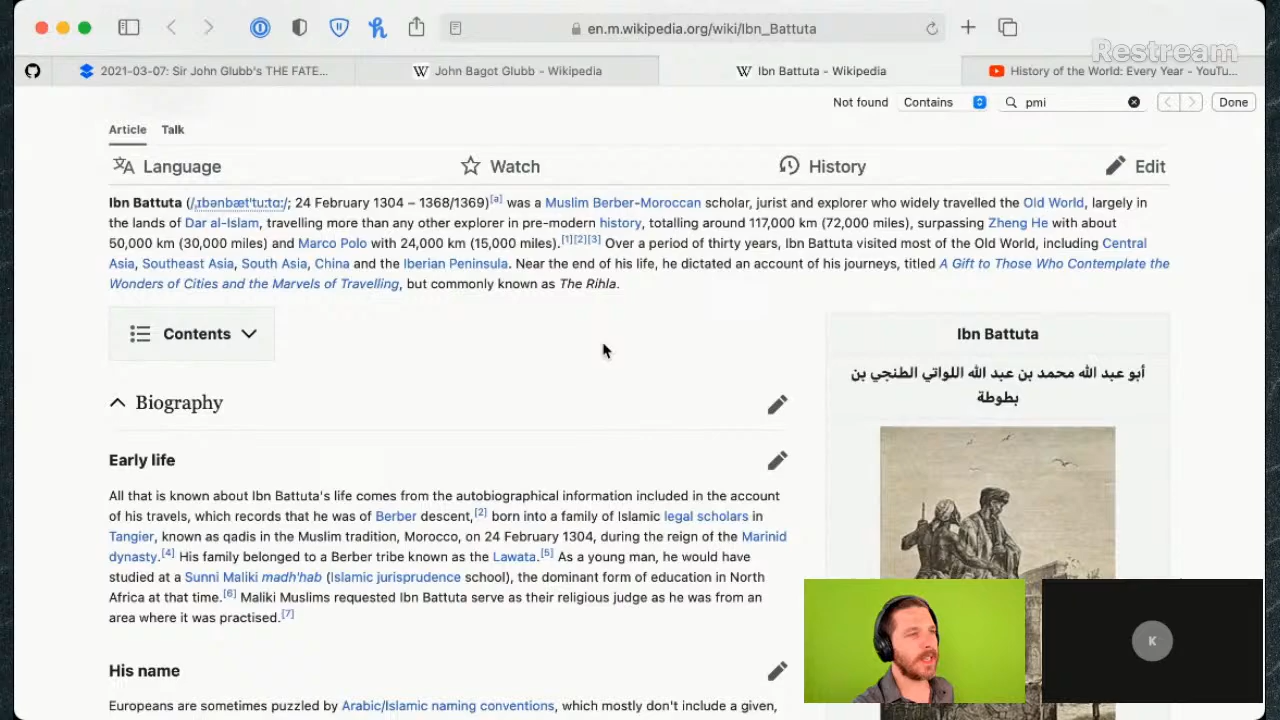 en.m.wikipedia.org/wiki/Ibn_Battuta
Restream
2021-03-07: Sir John Glubb's THE FATE...
John Bagot Glubb - Wikipedia
Ibn Battuta - Wikipedia
History of the World: Every Year - YouTu...
Not found Contains pmi Done
Article Talk
Language Watch History Edit
Ibn Battuta (/ˌɪbənbætˈtuːtɑː/; 24 February 1304 – 1368/1369)[a] was a Muslim Berber-Moroccan scholar, jurist and explorer who widely travelled the Old World, largely in
the lands of Dar al-Islam, travelling more than any other explorer in pre-modern history, totalling around 117,000 km (72,000 miles), surpassing Zheng He with about
50,000 km (30,000 miles) and Marco Polo with 24,000 km (15,000 miles).[1][2][3] Over a period of thirty years, Ibn Battuta visited most of the Old World, including Central
Asia, Southeast Asia, South Asia, China and the Iberian Peninsula. Near the end of his life, he dictated an account of his journeys, titled A Gift to Those Who Contemplate the
Wonders of Cities and the Marvels of Travelling, but commonly known as The Rihla.
Contents
Biography
Early life
All that is known about Ibn Battuta's life comes from the autobiographical information included in the account
of his travels, which records that he was of Berber descent,[2] born into a family of Islamic legal scholars in
Tangier, known as qadis in the Muslim tradition, Morocco, on 24 February 1304, during the reign of the Marinid
dynasty.[4] His family belonged to a Berber tribe known as the Lawata.[5] As a young man, he would have
studied at a Sunni Maliki madh'hab (Islamic jurisprudence school), the dominant form of education in North
Africa at that time.[6] Maliki Muslims requested Ibn Battuta serve as their religious judge as he was from an
area where it was practised.[7]
His name
Europeans are sometimes puzzled by Arabic/Islamic naming conventions, which mostly don't include a given,
Ibn Battuta
أبو عبد الله محمد بن عبد الله اللواتي الطنجي بن
بطوطة
K